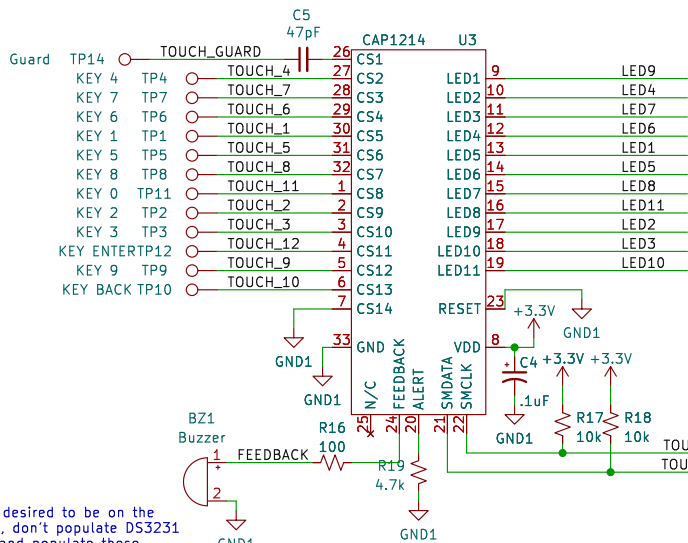 C5
47pF
CAP1214 U3
Guard TP14 TOUCH_GUARD 26 CS1
KEY 4 TP4 TOUCH_4 27 CS2 LED1 9 LED9
KEY 7 TP7 TOUCH_7 28 CS3 LED2 10 LED4
KEY 6 TP6 TOUCH_6 29 CS4 LED3 11 LED7
KEY 1 TP1 TOUCH_1 30 CS5 LED4 12 LED6
KEY 5 TP5 TOUCH_5 31 CS6 LED5 13 LED1
KEY 8 TP8 TOUCH_8 32 CS7 LED6 14 LED5
KEY 0 TP11 TOUCH_11 1 CS8 LED7 15 LED8
KEY 2 TP2 TOUCH_2 2 CS9 LED8 16 LED11
KEY 3 TP3 TOUCH_3 3 CS10 LED9 17 LED2
KEY ENTER TP12 TOUCH_12 4 CS11 LED10 18 LED3
KEY 9 TP9 TOUCH_9 5 CS12 LED11 19 LED10
KEY BACK TP10 TOUCH_10 6 CS13
7 CS14 RESET 23
+3.3V GND1
33 GND VDD 8
GND1
+ C4 +3.3V +3.3V
.1uF
GND1
N/C FEEDBACK ALERT SMDATA SMCLK
25 24 20 21 22
GND1
R17 R18
10k 10k
BZ1
Buzzer
R16
100
1 FEEDBACK
+
R19
4.7k
2
TOU
TOU
GND1
GND1
desired to be on the
, don't populate DS3231
and populate these